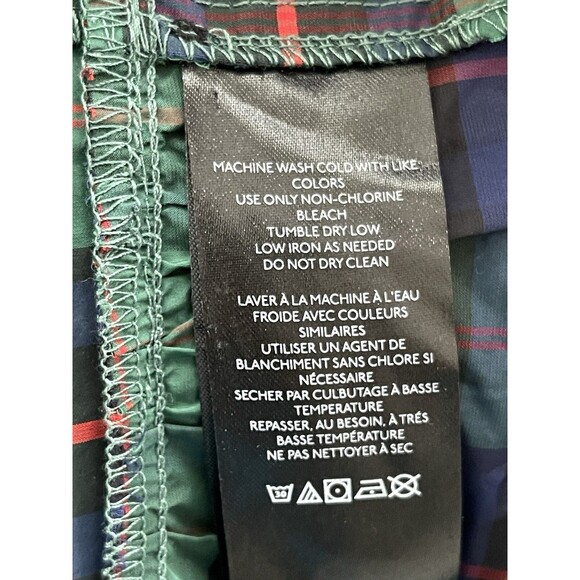 MACHINE WASH COLD WITH LIKE
COLORS
USE ONLY NON-CHLORINE
BLEACH
TUMBLE DRY LOW
LOW IRON AS NEEDED
DO NOT DRY CLEAN
LAVER À LA MACHINE À L'EAU
FROIDE AVEC COULEURS
SIMILAIRES
UTILISER UN AGENT DE
BLANCHIMENT SANS CHLORE SI
NÉCESSAIRE
SECHER PAR CULBUTAGE À BASSE
TEMPERATURE
REPASSER, AU BESOIN, À TRÉS
BASSE TEMPÉRATURE
NE PAS NETTOYER À SEC
30